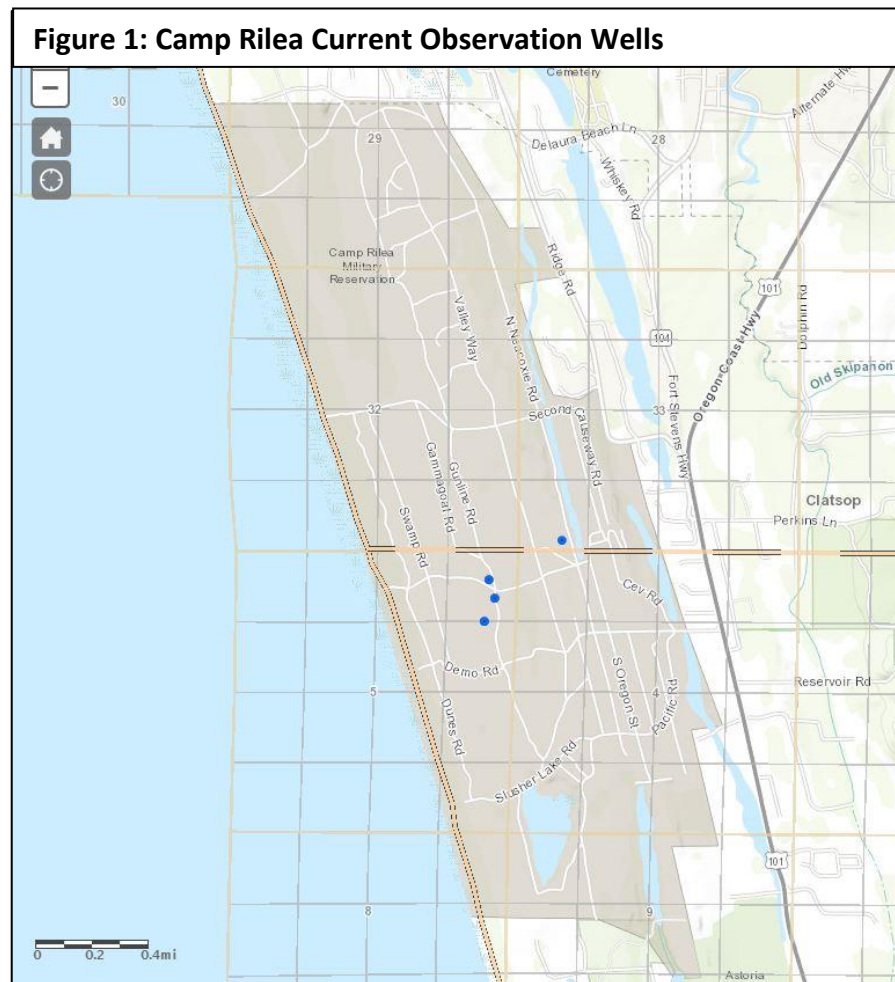 Figure 1: Camp Rilea Current Observation Wells
−
Cemetery
30
Alternate Hw
29
Delaura Beach Ln
28
Whiskey Rd
Camp Rilea
Military
Reservation
Ridge Rd
101
Oregon Coast Hwy
Dolphin Rd
Valley Way
N Neacoxie Rd
104
Old Skipanon
Fort Stevens Hwy
32
Second
33
Causeway Rd
Gammagoat Rd
Gunline Rd
Swamp Rd
Clatsop
Perkins Ln
Cev Rd
Demo Rd
S Oregon St
Pacific Rd
Reservoir Rd
5
4
Dunes Rd
Slusher Lake Rd
101
8
9
0 0.2 0.4mi
Astoria